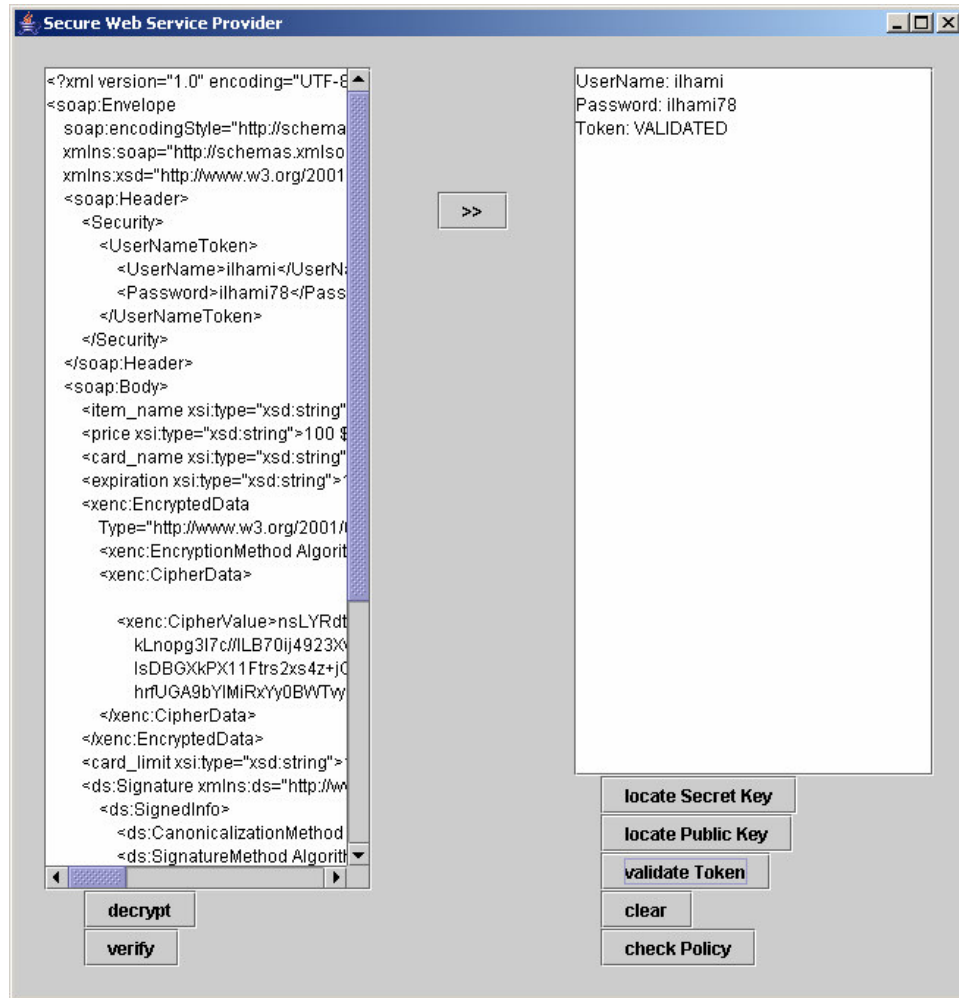 Secure Web Service Provider
<?xml version="1.0" encoding="UTF-8
<soap:Envelope
soap:encodingStyle="http://schema
xmlns:soap="http://schemas.xmlso
xmlns:xsd="http://www.w3.org/2001
<soap:Header>
<Security>
<UserNameToken>
<UserName>ilhami</UserNa
<Password>ilhami78</Pass
</UserNameToken>
</Security>
</soap:Header>
<soap:Body>
<item_name xsi:type="xsd:string"
<price xsi:type="xsd:string">100 $
<card_name xsi:type="xsd:string"
<expiration xsi:type="xsd:string">
<xenc:EncryptedData
Type="http://www.w3.org/2001/
<xenc:EncryptionMethod Algorit
<xenc:CipherData>
<xenc:CipherValue>nsLYRdt
kLnopg3I7c//ILB70ij4923X
IsDBGXkPX11Ftrs2xs4z+j
hrfUGA9bYIMiRxYy0BWTvy
</xenc:CipherData>
</xenc:EncryptedData>
<card_limit xsi:type="xsd:string">
<ds:Signature xmlns:ds="http://w
<ds:SignedInfo>
<ds:CanonicalizationMethod
<ds:SignatureMethod Algorith
decrypt
verify
>>
UserName: ilhami
Password: ilhami78
Token: VALIDATED
locate Secret Key
locate Public Key
validate Token
clear
check Policy